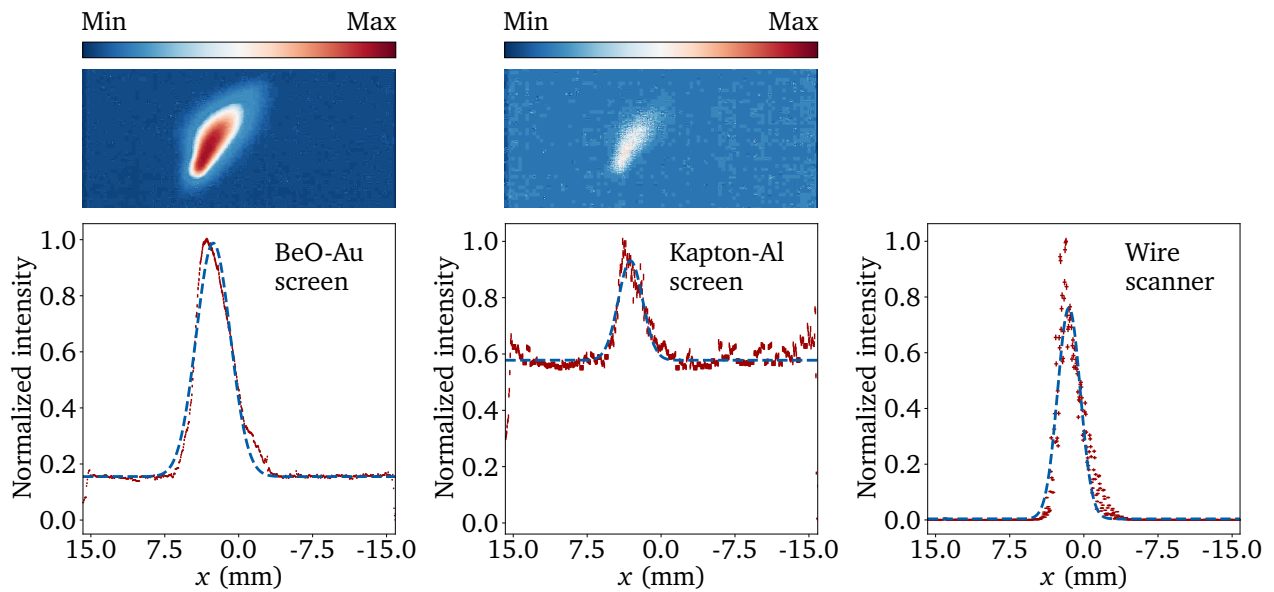 Min Max
Min Max
Normalized intensity
1.0
0.8
0.6
0.4
0.2
0.0
BeO-Au
screen
15.0 7.5 0.0 -7.5 -15.0
x (mm)
Normalized intensity
1.0
0.8
0.6
0.4
0.2
0.0
Kapton-Al
screen
15.0 7.5 0.0 -7.5 -15.0
x (mm)
Normalized intensity
1.0
0.8
0.6
0.4
0.2
0.0
Wire
scanner
15.0 7.5 0.0 -7.5 -15.0
x (mm)